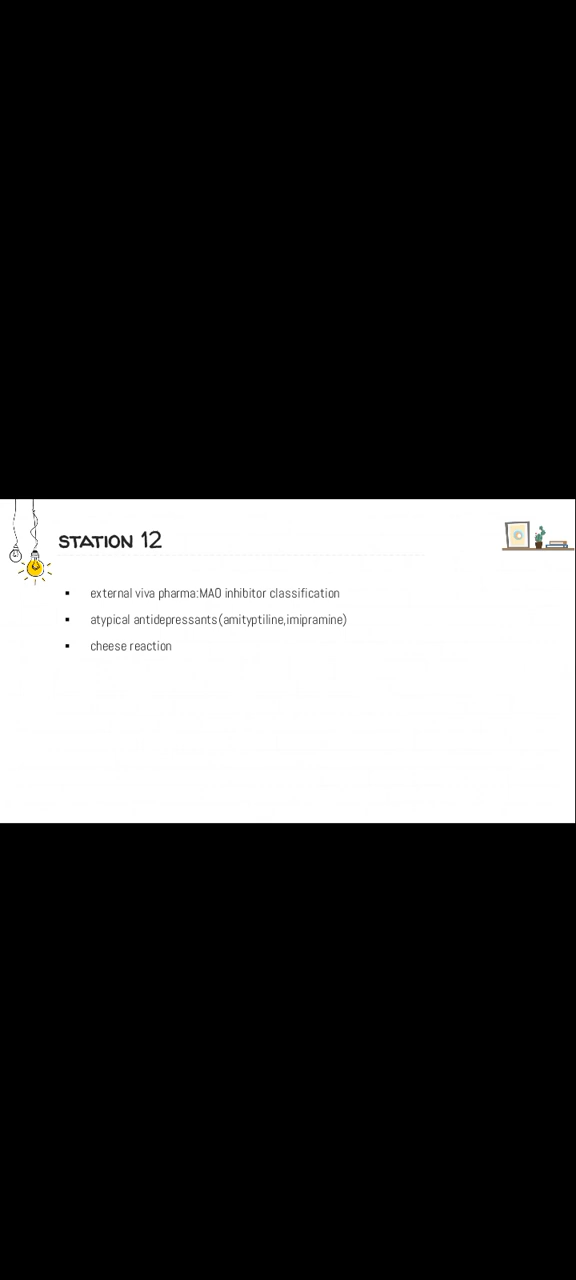 STATION 12
external viva pharma:MAO inhibitor classification
atypical antidepressants(amityptiline,imipramine)
cheese reaction